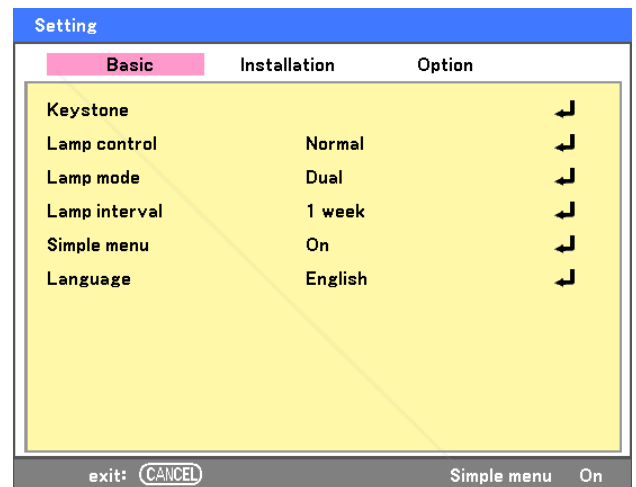 Setting
Basic Installation Option
Keystone
Lamp control Normal
Lamp mode Dual
Lamp interval 1 week
Simple menu On
Language English
exit: CANCEL Simple menu On